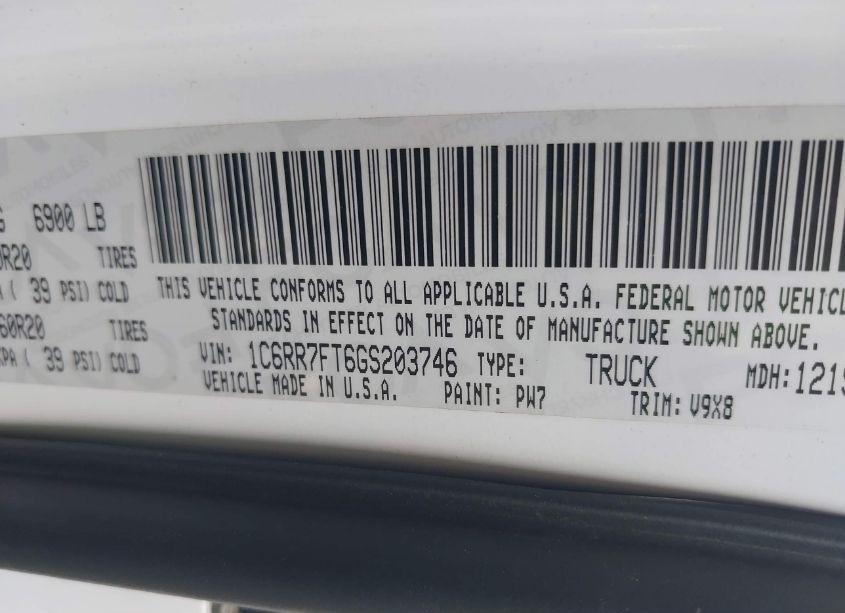 6900 LB
0R20 TIRES
( 39 PSI) COLD
60R20 TIRES
KPA ( 39 PSI) COLD
THIS VEHICLE CONFORMS TO ALL APPLICABLE U.S.A. FEDERAL MOTOR VEHICL
STANDARDS IN EFFECT ON THE DATE OF MANUFACTURE SHOWN ABOVE.
VIN: 1C6RR7FT6GS203746 TYPE: TRUCK MDH: 1219
VEHICLE MADE IN U.S.A. PAINT: PW7 TRIM: V9X8